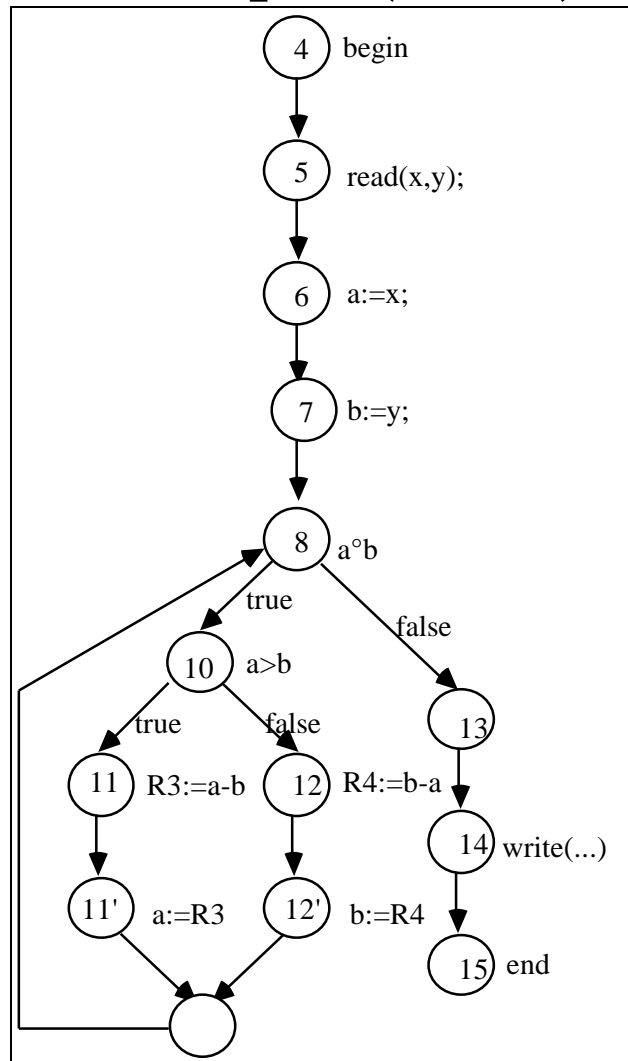 4 begin
5 read(x,y);
6 a:=x;
7 b:=y;
8 a°b
true
false
10 a>b
true
false
13
11 R3:=a-b
12 R4:=b-a
14 write(...)
11' a:=R3
12' b:=R4
15 end